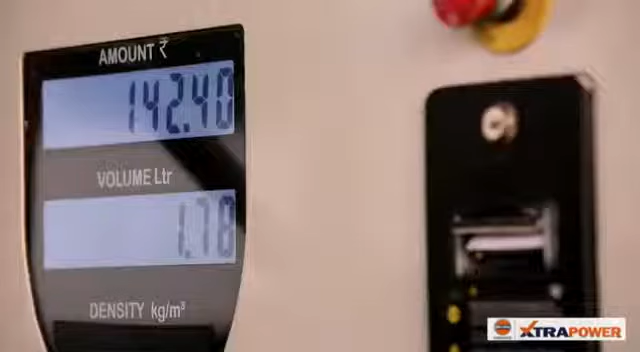 AMOUNT ₹
142.40
VOLUME Ltr
1.78
DENSITY kg/m³
XTRAPOWER